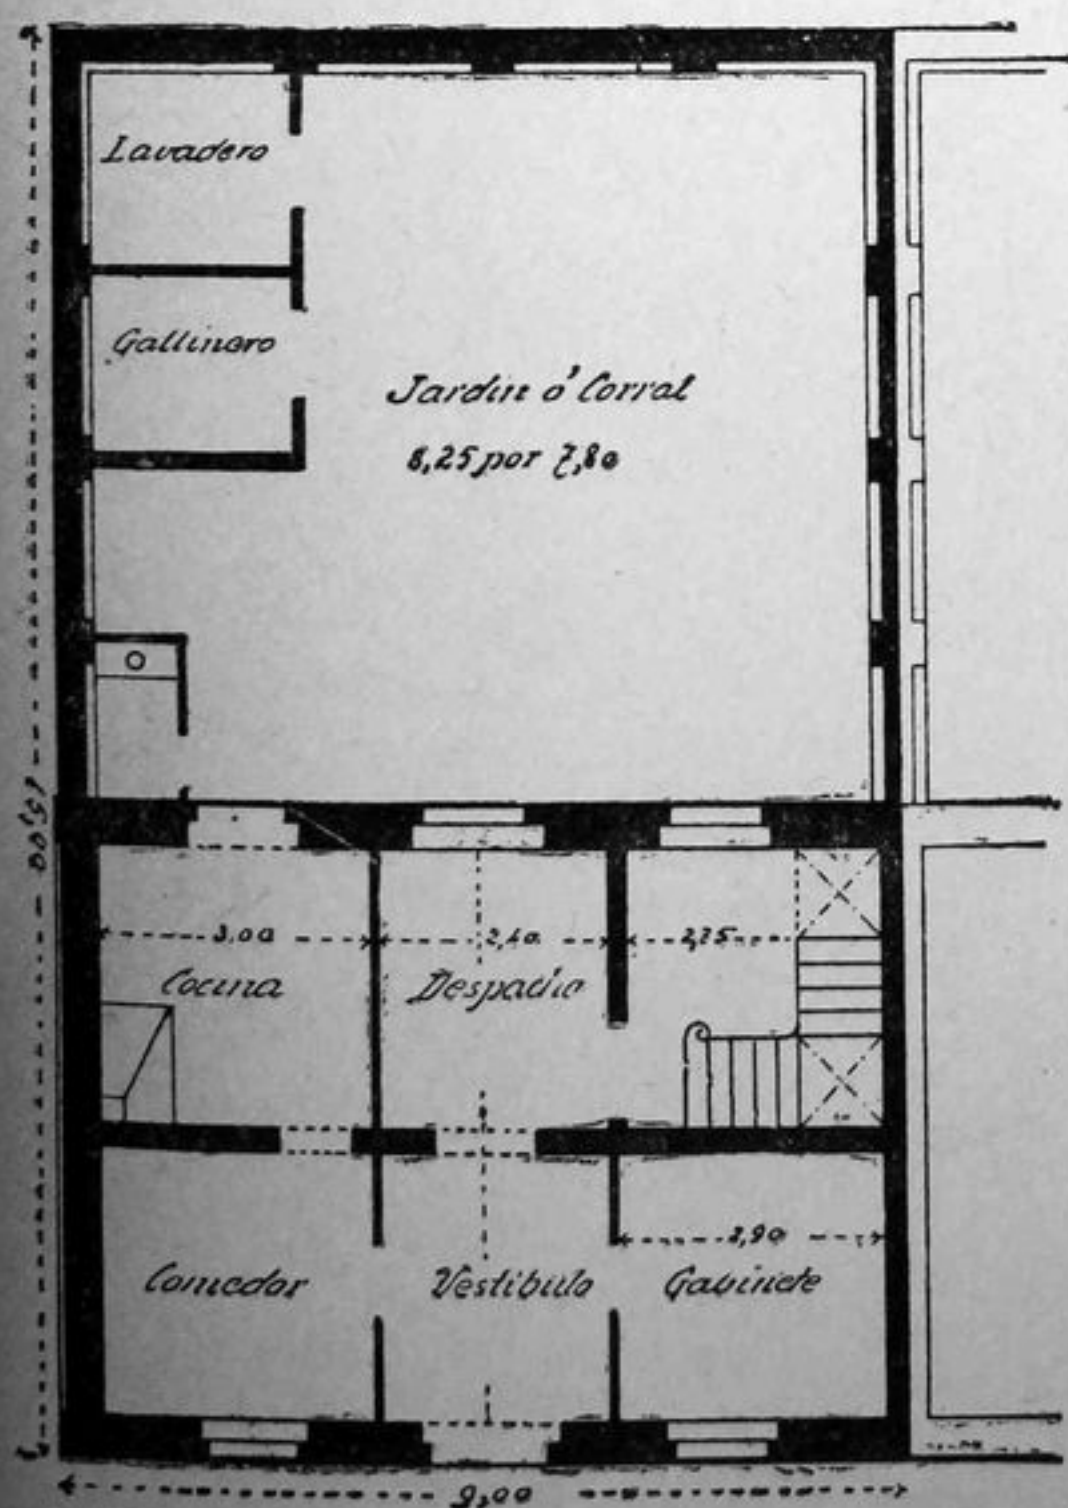 Lavadero
Gallinero
Jardin ó Corral
8,25 por 7,80
15,00
3,00
2,40
2,25
Cocina
Despacho
2,90
Comedor
Vestibulo
Gabinete
9,00